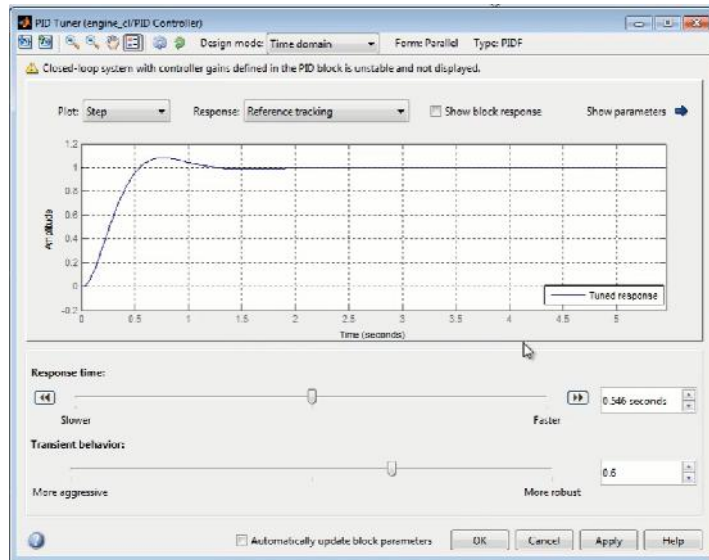 PID Tuner (engine_cl/PID Controller)
Design mode: Time domain Form: Parallel Type: PIDF
Closed-loop system with controller gains defined in the PID block is unstable and not displayed.
Plot: Step Response: Reference tracking Show block response Show parameters
1.2
1
0.8
0.6
0.4
0.2
0
-0.2
Amplitude
Tuned response
0 0.5 1 1.5 2 2.5 3 3.5 4 4.5 5
Time (seconds)
Response time:
0.546 seconds
Slower Faster
Transient behavior:
0.6
More aggressive More robust
Automatically update block parameters OK Cancel Apply Help